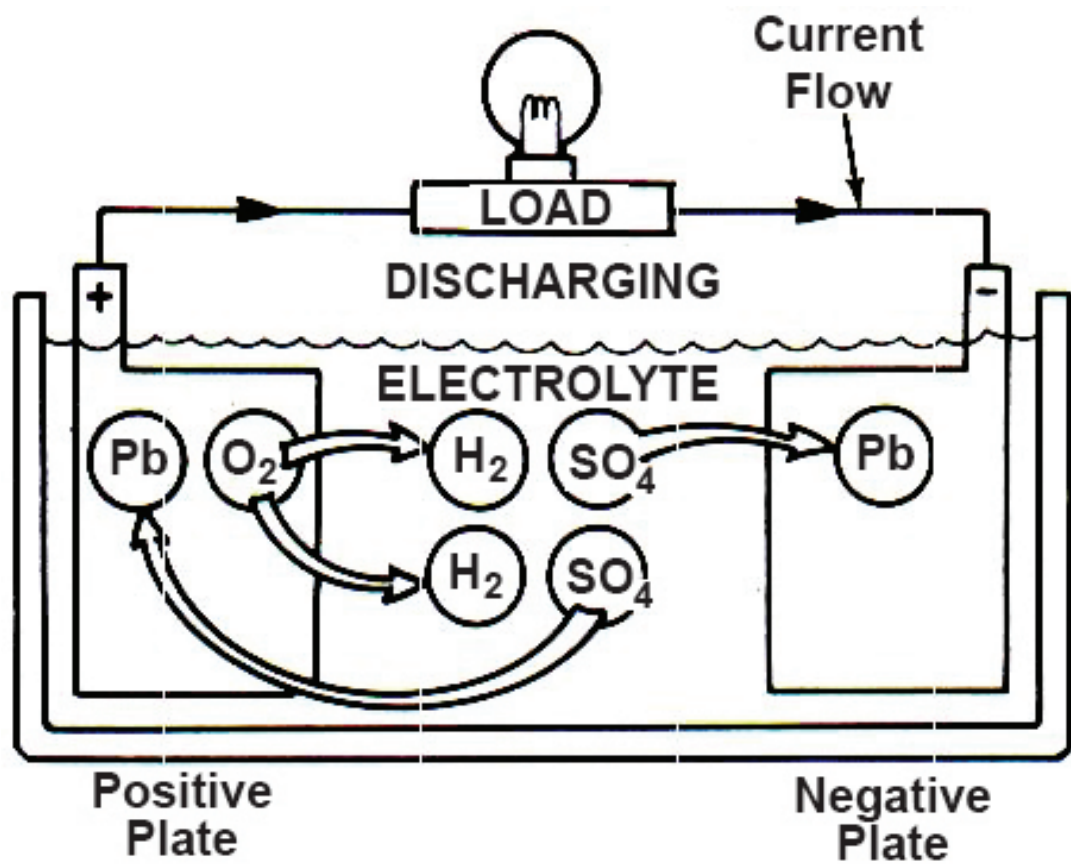 Current
Flow
LOAD
DISCHARGING
+
-
ELECTROLYTE
Pb
O₂
H₂
SO₄
Pb
H₂
SO₄
Positive
Plate
Negative
Plate